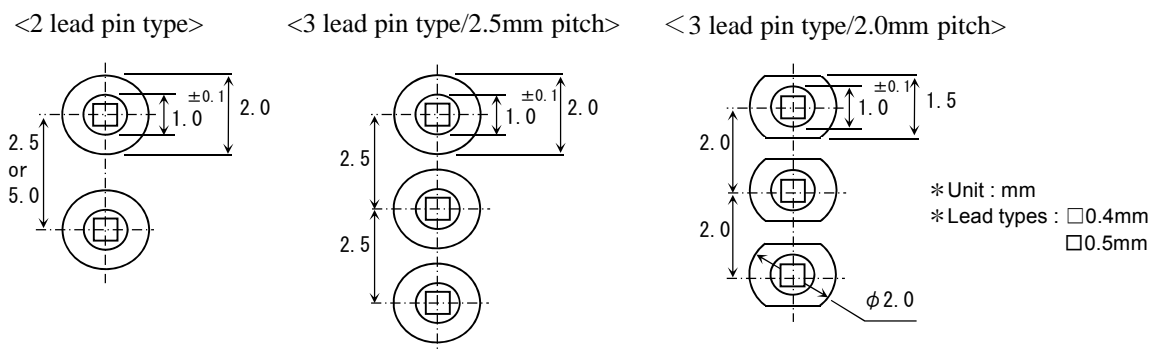 <2 lead pin type>
±0.1
1.0
2.0
2.5
or
5.0
<3 lead pin type/2.5mm pitch>
±0.1
1.0
2.0
2.5
2.5
＜3 lead pin type/2.0mm pitch>
±0.1
1.0
1.5
2.0
2.0
φ2.0
＊Unit : mm
＊Lead types : □0.4mm
□0.5mm